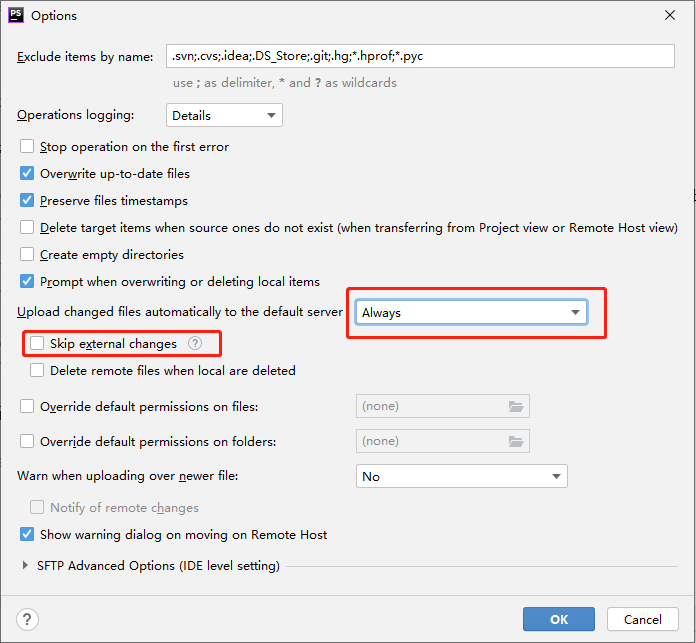 PS Options
Exclude items by name: .svn;.cvs;.idea;.DS_Store;.git;.hg;*.hprof;*.pyc
use ; as delimiter, * and ? as wildcards
Operations logging: Details
Stop operation on the first error
Overwrite up-to-date files
Preserve files timestamps
Delete target items when source ones do not exist (when transferring from Project view or Remote Host view)
Create empty directories
Prompt when overwriting or deleting local items
Upload changed files automatically to the default server Always
Skip external changes ?
Delete remote files when local are deleted
Override default permissions on files: (none)
Override default permissions on folders: (none)
Warn when uploading over newer file: No
Notify of remote changes
Show warning dialog on moving on Remote Host
SFTP Advanced Options (IDE level setting)
? OK Cancel